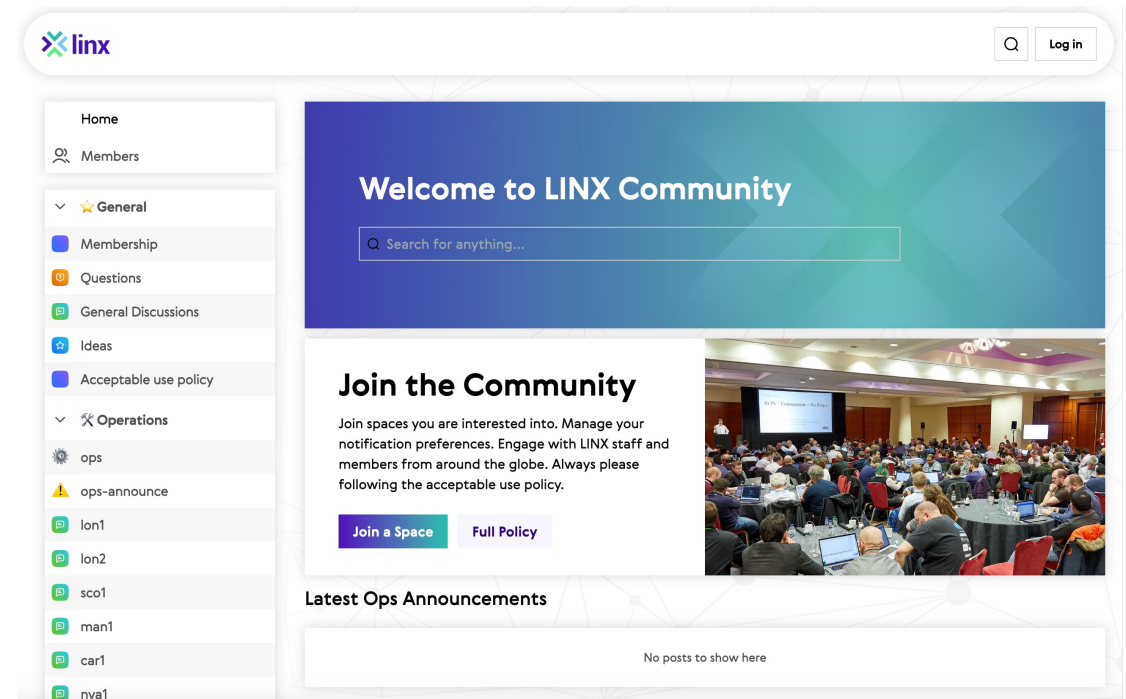 linx
Log in
Home
Members
General
Membership
Questions
General Discussions
Ideas
Acceptable use policy
Operations
ops
ops-announce
lon1
lon2
sco1
man1
car1
nva1
Welcome to LINX Community
Search for anything...
Join the Community
Join spaces you are interested into. Manage your
notification preferences. Engage with LINX staff and
members from around the globe. Always please
following the acceptable use policy.
Join a Space
Full Policy
Latest Ops Announcements
No posts to show here